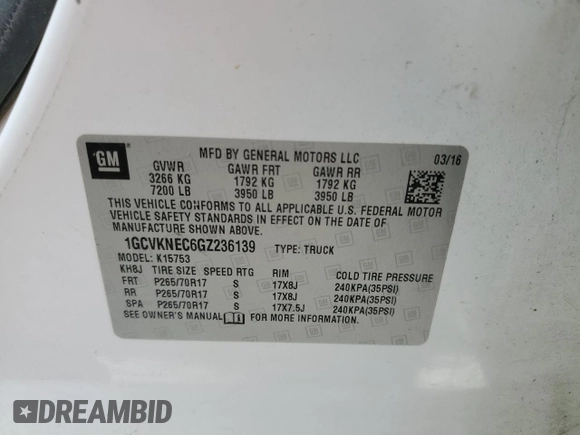 GM
MFD BY GENERAL MOTORS LLC 03/16
GVWR GAWR FRT GAWR RR
3266 KG 1792 KG 1792 KG
7200 LB 3950 LB 3950 LB
THIS VEHICLE CONFORMS TO ALL APPLICABLE U.S. FEDERAL MOTOR
VEHICLE SAFETY STANDARDS IN EFFECT ON THE DATE OF
MANUFACTURE SHOWN ABOVE.
1GCVKNEC6GZ236139 TYPE: TRUCK
MODEL: K15753
KH8J TIRE SIZE SPEED RTG RIM COLD TIRE PRESSURE
FRT P265/70R17 S 17X8J 240KPA(35PSI)
RR P265/70R17 S 17X8J 240KPA(35PSI)
SPA P265/70R17 S 17X7.5J 240KPA(35PSI)
SEE OWNER'S MANUAL FOR MORE INFORMATION.
DREAMBID